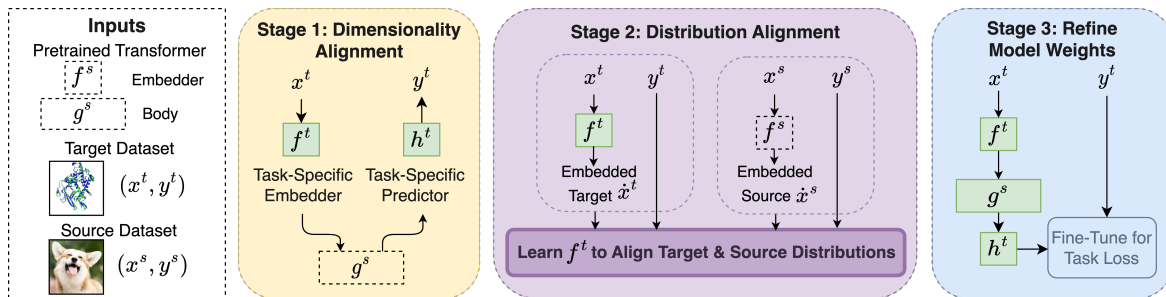 Inputs
Pretrained Transformer
f^s Embedder
g^s Body
Target Dataset
(x^t, y^t)
Source Dataset
(x^s, y^s)
Stage 1: Dimensionality
Alignment
x^t y^t
f^t h^t
Task-Specific Task-Specific
Embedder Predictor
g^s
Stage 2: Distribution Alignment
x^t y^t x^s y^s
f^t f^s
Embedded Embedded
Target ẋ^t Source ẋ^s
Learn f^t to Align Target & Source Distributions
Stage 3: Refine
Model Weights
x^t y^t
f^t
g^s
h^t
Fine-Tune for
Task Loss